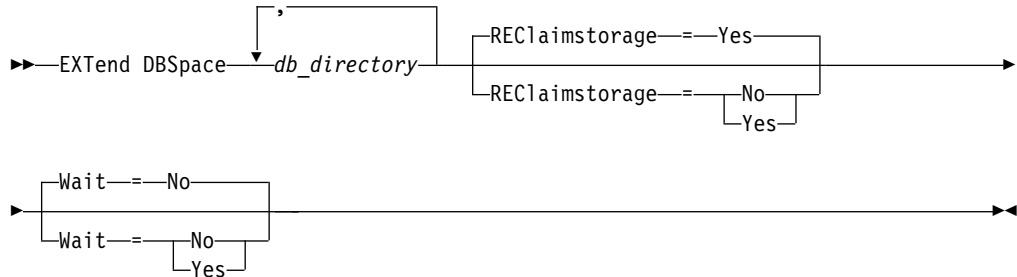 ,
REClaimstorage = Yes
EXTend DBSpace db_directory
REClaimstorage = No
Yes
Wait = No
Wait = No
Yes